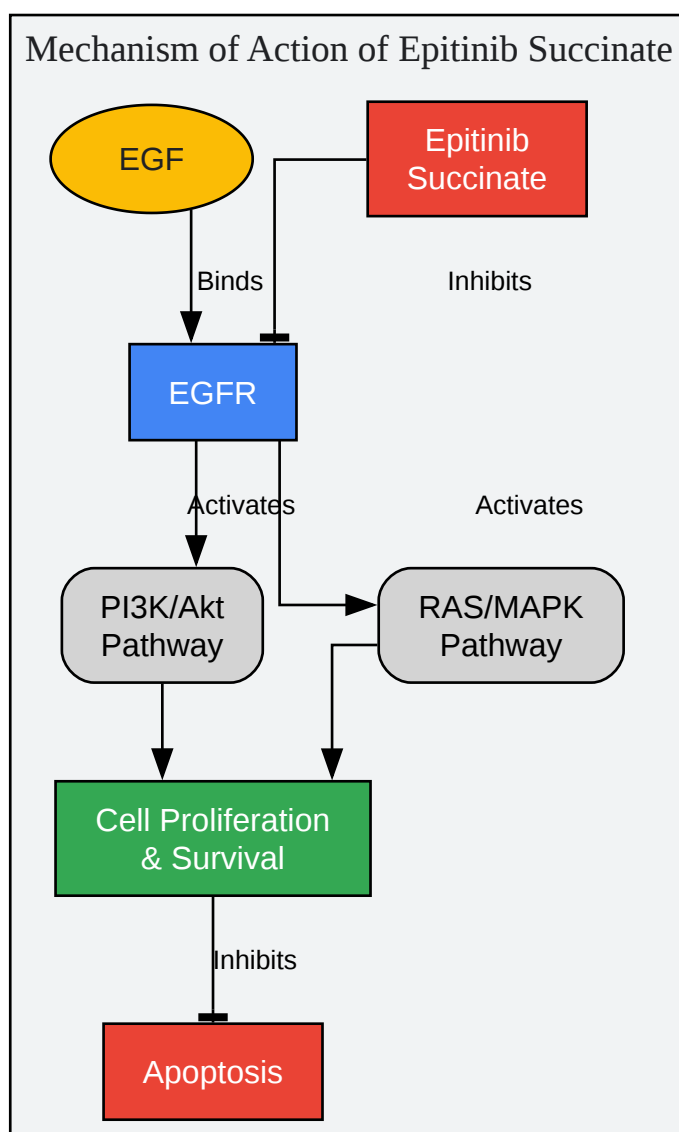 Mechanism of Action of Epitinib Succinate
EGF
Epitinib
Succinate
Binds
Inhibits
EGFR
Activates
Activates
PI3K/Akt
Pathway
RAS/MAPK
Pathway
Cell Proliferation
& Survival
Inhibits
Apoptosis